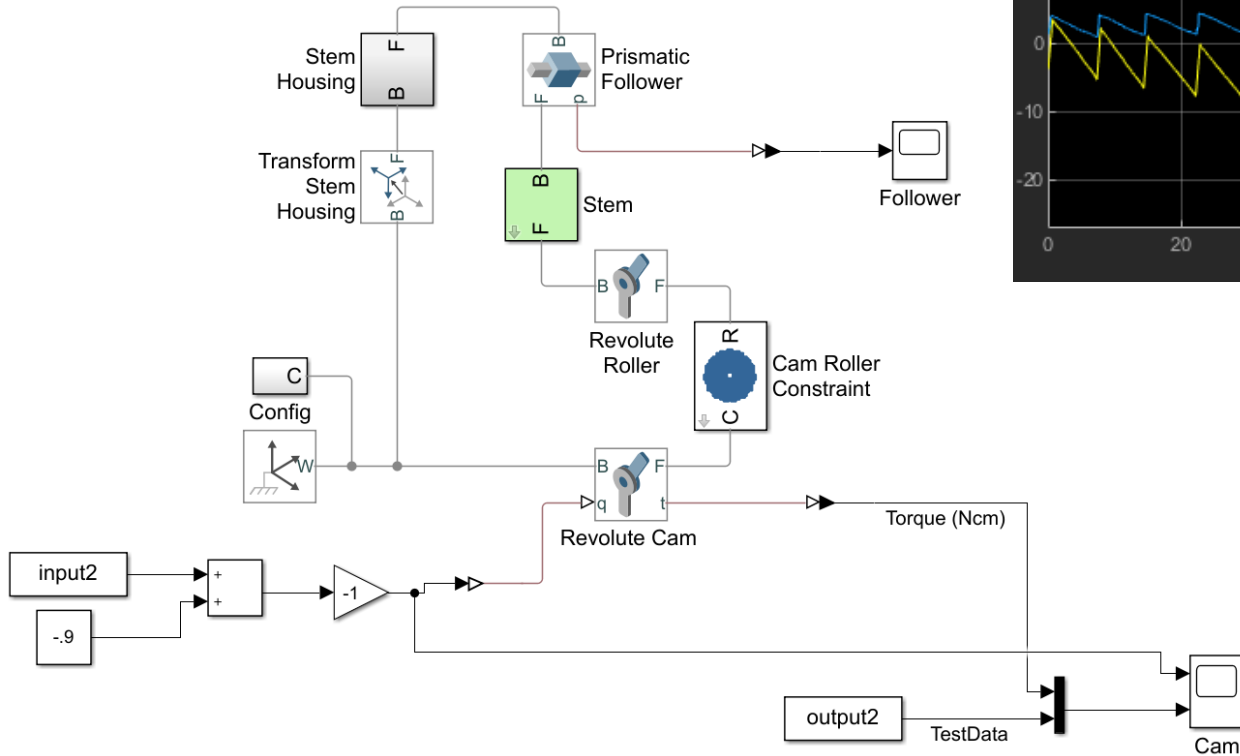 F
B
Stem
Housing
B
F
p
Prismatic
Follower
0
-10
-20
0
20
Transform
Stem
Housing
F
B
B
F
Stem
Follower
B
F
Revolute
Roller
R
C
Cam Roller
Constraint
C
Config
W
B
F
q
t
Revolute Cam
Torque (Ncm)
input2
+
+
-.9
-1
output2
TestData
Cam